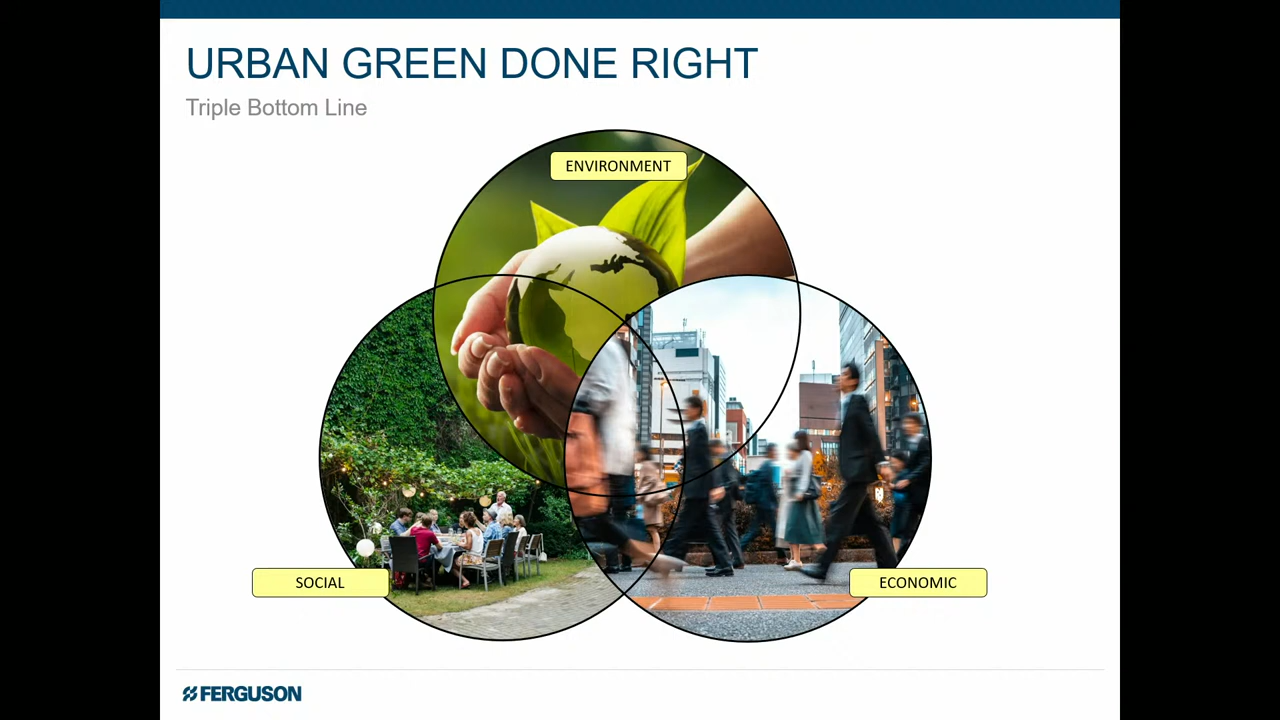 URBAN GREEN DONE RIGHT
Triple Bottom Line
ENVIRONMENT
SOCIAL
ECONOMIC
FERGUSON